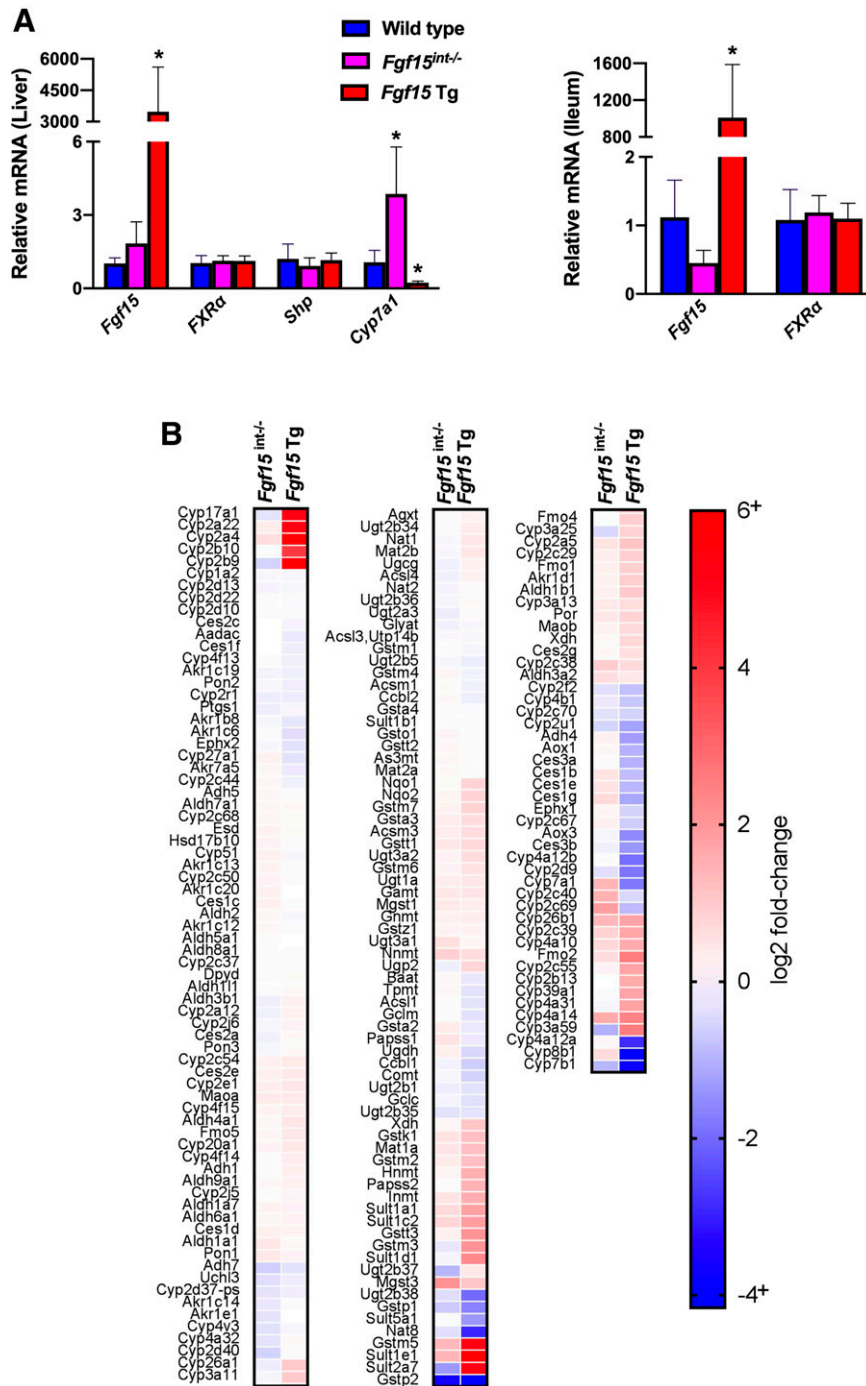 A
Wild type
Fgf15int-/-
Fgf15 Tg
Relative mRNA (Liver)
6000
3000
6
3
0
*
*
*
Fgf15
FXRα
Shp
Cyp7a1
Relative mRNA (Ileum)
1600
1200
800
2
1
0
*
Fgf15
FXRα
B
Fgf15 int-/-
Fgf15 Tg
Cyp17a1
Cyp2a22
Cyp2a4
Cyp2b10
Cyp2b9
Cyp1a2
Cyp2d13
Cyp2d22
Cyp2d10
Ces2c
Aadac
Ces1f
Cyp4f13
Akr1c19
Pon2
Cyp2r1
Ptgs1
Akr1b8
Akr1c6
Ephx2
Cyp27a1
Akr7a5
Cyp2c44
Adh5
Aldh7a1
Cyp2c68
Esd
Hsd17b10
Cyp51
Akr1c13
Cyp2c50
Akr1c20
Ces1c
Aldh2
Akr1c12
Aldh5a1
Aldh8a1
Cyp2c37
Dpyd
Aldh1l1
Aldh3b1
Cyp2a12
Cyp2j6
Ces2a
Pon3
Cyp2c54
Ces2e
Cyp2e1
Maoa
Cyp4f15
Aldh4a1
Fmo5
Cyp20a1
Cyp4f14
Adh1
Aldh9a1
Cyp2j5
Aldh1a7
Aldh6a1
Ces1d
Aldh1a1
Pon1
Adh7
Uchl3
Cyp2d37-ps
Akr1c14
Akr1e1
Cyp4v3
Cyp4a32
Cyp2d40
Cyp26a1
Cyp3a11
Fgf15 int-/-
Fgf15 Tg
Agxt
Ugt2b34
Nat1
Mat2b
Ugcg
Acsl4
Nat2
Ugt2b36
Ugt2a3
Glyat
Acsl3,Utp14b
Gstm1
Ugt2b5
Gstm4
Acsm1
Ccbl2
Gsta4
Sult1b1
Gsto1
Gstt2
As3mt
Mat2a
Nqo1
Nqo2
Gstm7
Gsta3
Acsm3
Gstt1
Ugt3a2
Gstm6
Ugt1a
Gamt
Mgst1
Gnmt
Gstz1
Ugt3a1
Nnmt
Ugp2
Baat
Tpmt
Acsl1
Gclm
Gsta2
Papss1
Ugdh
Ccbl1
Comt
Ugt2b1
Gclc
Ugt2b35
Xdh
Gstk1
Mat1a
Gstm2
Hnmt
Papss2
Inmt
Sult1a1
Sult1c2
Gstt3
Gstm3
Sult1d1
Ugt2b37
Mgst3
Ugt2b38
Gstp1
Sult5a1
Nat8
Gstm5
Sult1e1
Sult2a7
Gstp2
Fgf15 int-/-
Fgf15 Tg
Fmo4
Cyp3a25
Cyp2a5
Cyp2c29
Fmo1
Akr1d1
Aldh1b1
Cyp3a13
Por
Maob
Xdh
Ces2g
Cyp2c38
Aldh3a2
Cyp2f2
Cyp4b1
Cyp2c70
Cyp2u1
Adh4
Aox1
Ces3a
Ces1b
Ces1e
Ces1g
Ephx1
Cyp2c67
Aox3
Ces3b
Cyp4a12b
Cyp2d9
Cyp7a1
Cyp2c40
Cyp2c69
Cyp26b1
Cyp2c39
Cyp4a10
Fmo2
Cyp2c55
Cyp2b13
Cyp39a1
Cyp4a31
Cyp4a14
Cyp3a59
Cyp4a12a
Cyp8b1
Cyp7b1
6+
4
2
0
-2
-4+
log2 fold-change